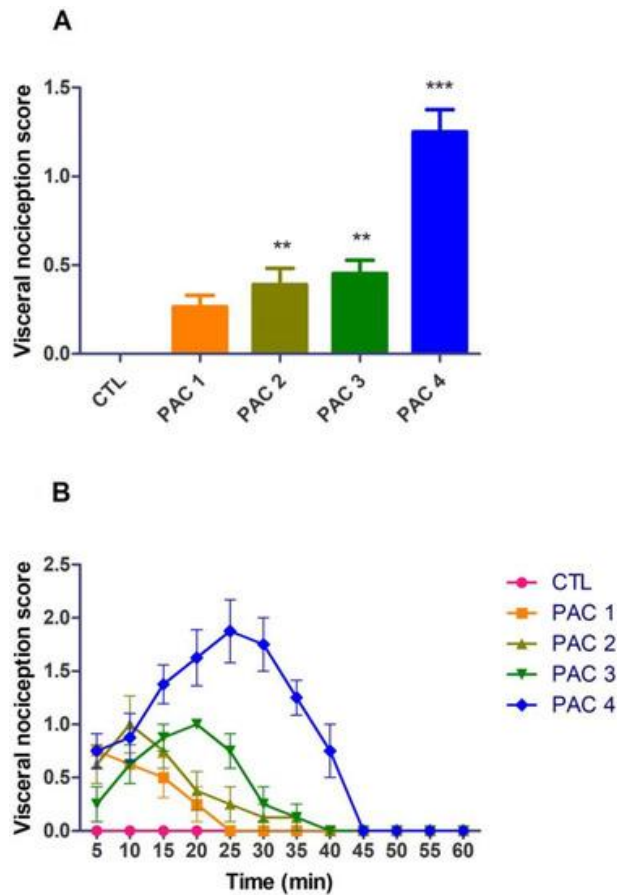 A
Visceral nociception score
1.5
1.0
0.5
0.0
**
**
***
CTL
PAC 1
PAC 2
PAC 3
PAC 4
B
Visceral nociception score
2.5
2.0
1.5
1.0
0.5
0.0
5 10 15 20 25 30 35 40 45 50 55 60
Time (min)
CTL
PAC 1
PAC 2
PAC 3
PAC 4